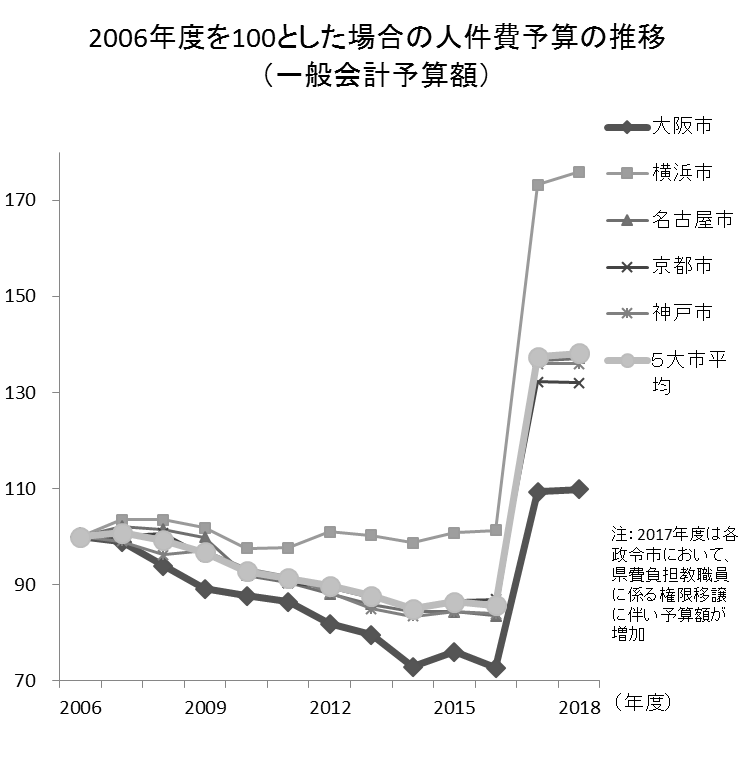 2006年度を100とした場合の人件費予算の推移
（一般会計予算額）
大阪市
横浜市
名古屋市
京都市
神戸市
５大市平
均
170
150
130
110
90
70
2006
2009
2012
2015
2018
（年度）
注：2017年度は各
政令市において、
県費負担教職員
に係る権限移譲
に伴い予算額が
増加